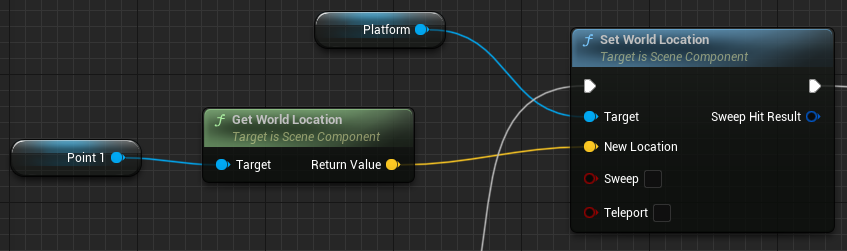 Platform
f Set World Location
Target is Scene Component
f Get World Location
Target is Scene Component
Target
Sweep Hit Result
Point 1
Target
Return Value
New Location
Sweep
Teleport